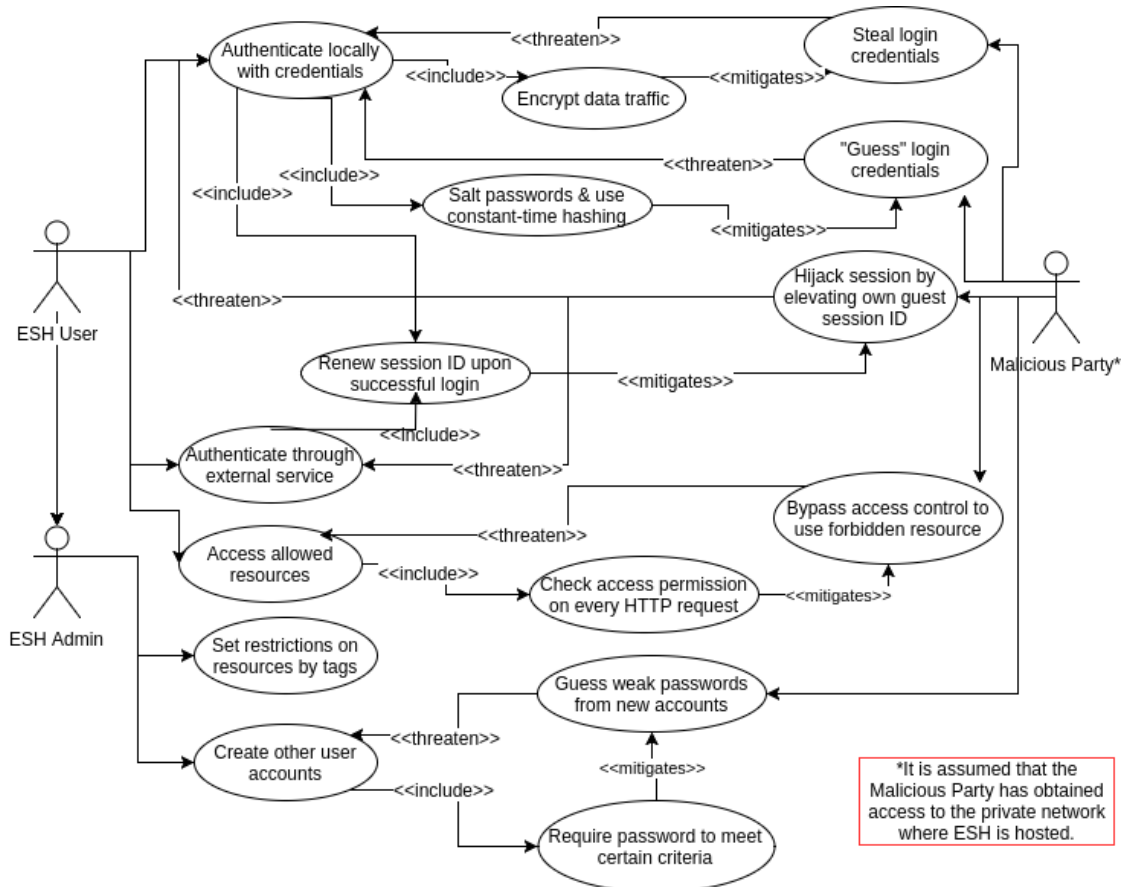 Authenticate locally
with credentials
<<threaten>>
Steal login
credentials
<<include>>
Encrypt data traffic
<<mitigates>>
"Guess" login
credentials
<<threaten>>
<<include>>
<<include>>
Salt passwords & use
constant-time hashing
<<mitigates>>
ESH User
<<threaten>>
Hijack session by
elevating own guest
session ID
Malicious Party*
Renew session ID upon
successful login
<<mitigates>>
<<include>>
Authenticate through
external service
<<threaten>>
Bypass access control to
use forbidden resource
<<threaten>>
Access allowed
resources
<<include>>
Check access permission
on every HTTP request
<<mitigates>>
ESH Admin
Set restrictions on
resources by tags
Guess weak passwords
from new accounts
<<threaten>>
Create other user
accounts
<<mitigates>>
<<include>>
Require password to meet
certain criteria
*It is assumed that the
Malicious Party has obtained
access to the private network
where ESH is hosted.